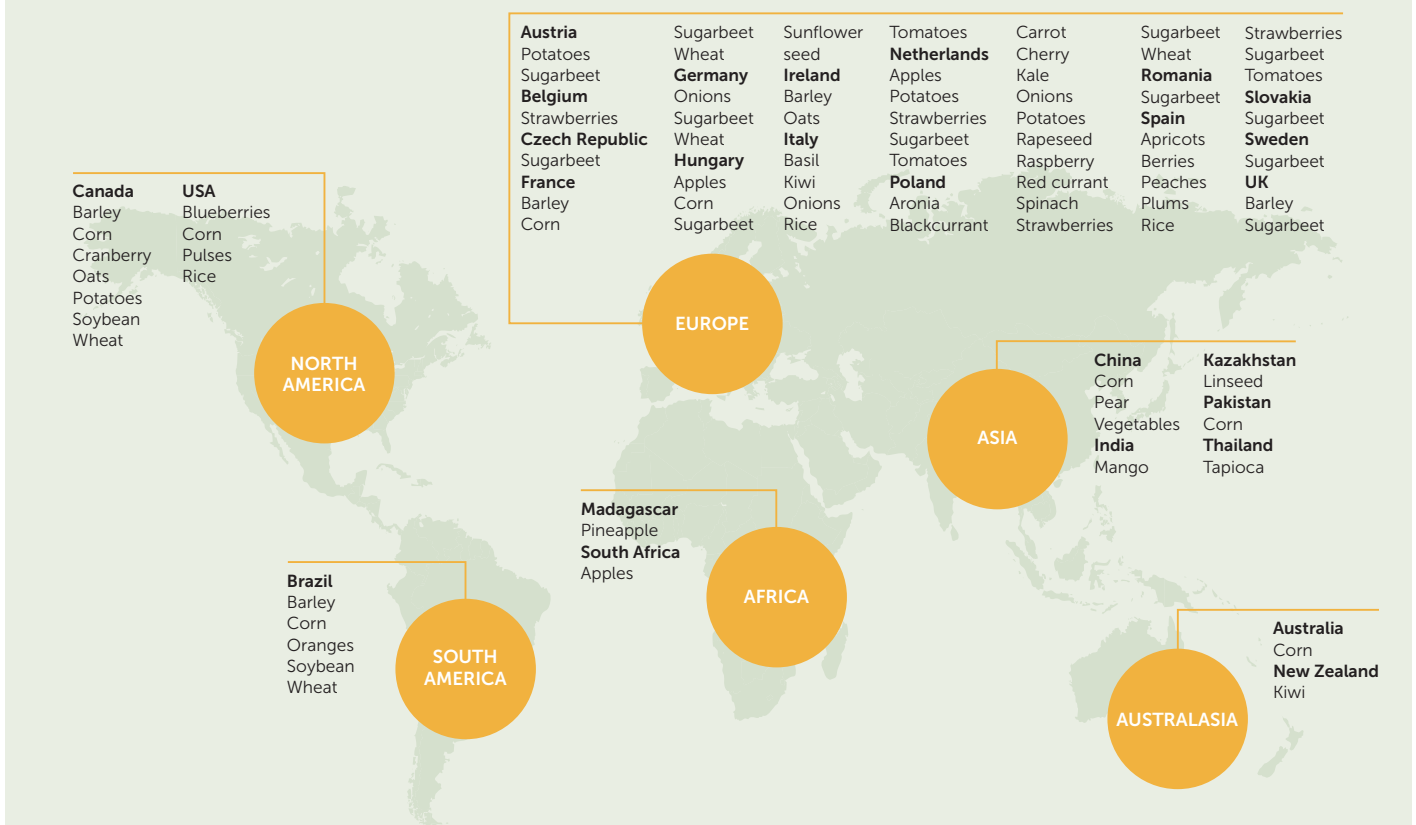 Austria
Potatoes
Sugarbeet
Belgium
Strawberries
Czech Republic
Sugarbeet
France
Barley
Corn
Sugarbeet
Wheat
Germany
Onions
Sugarbeet
Wheat
Hungary
Apples
Corn
Sugarbeet
Sunflower
seed
Ireland
Barley
Oats
Italy
Basil
Kiwi
Onions
Rice
Tomatoes
Netherlands
Apples
Potatoes
Strawberries
Sugarbeet
Tomatoes
Poland
Aronia
Blackcurrant
Carrot
Cherry
Kale
Onions
Potatoes
Rapeseed
Raspberry
Red currant
Spinach
Strawberries
Sugarbeet
Wheat
Romania
Sugarbeet
Spain
Apricots
Berries
Peaches
Plums
Rice
Strawberries
Sugarbeet
Tomatoes
Slovakia
Sugarbeet
Sweden
Sugarbeet
UK
Barley
Sugarbeet
EUROPE
Canada
Barley
Corn
Cranberry
Oats
Potatoes
Soybean
Wheat
USA
Blueberries
Corn
Pulses
Rice
NORTH
AMERICA
China
Corn
Pear
Vegetables
India
Mango
Kazakhstan
Linseed
Pakistan
Corn
Thailand
Tapioca
ASIA
Madagascar
Pineapple
South Africa
Apples
AFRICA
Brazil
Barley
Corn
Oranges
Soybean
Wheat
SOUTH
AMERICA
Australia
Corn
New Zealand
Kiwi
AUSTRALASIA